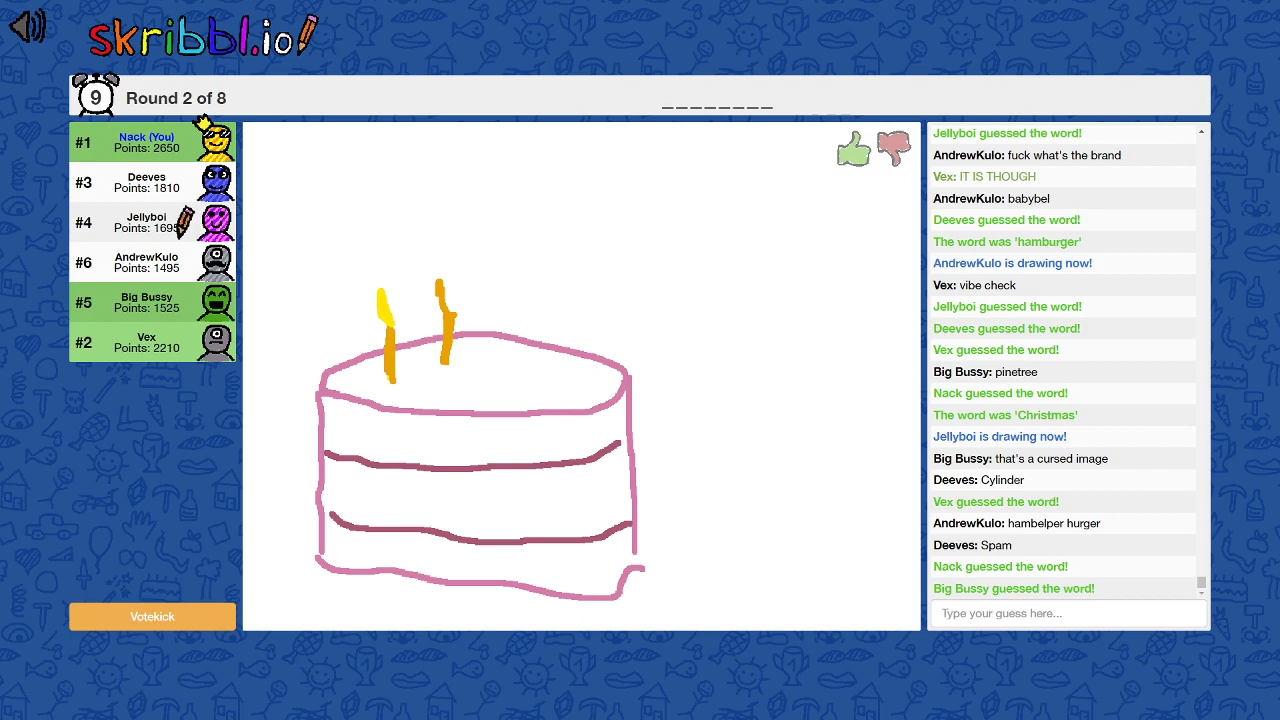 skribbl.io
9
Round 2 of 8
________
#1
Nack (You)
Points: 2650
#3
Deeves
Points: 1810
#4
Jellyboi
Points: 1695
#6
AndrewKulo
Points: 1495
#5
Big Bussy
Points: 1525
#2
Vex
Points: 2210
Votekick
Jellyboi guessed the word!
AndrewKulo: fuck what's the brand
Vex: IT IS THOUGH
AndrewKulo: babybel
Deeves guessed the word!
The word was 'hamburger'
AndrewKulo is drawing now!
Vex: vibe check
Jellyboi guessed the word!
Deeves guessed the word!
Vex guessed the word!
Big Bussy: pinetree
Nack guessed the word!
The word was 'Christmas'
Jellyboi is drawing now!
Big Bussy: that's a cursed image
Deeves: Cylinder
Vex guessed the word!
AndrewKulo: hambelper hurger
Deeves: Spam
Nack guessed the word!
Big Bussy guessed the word!
Type your guess here...